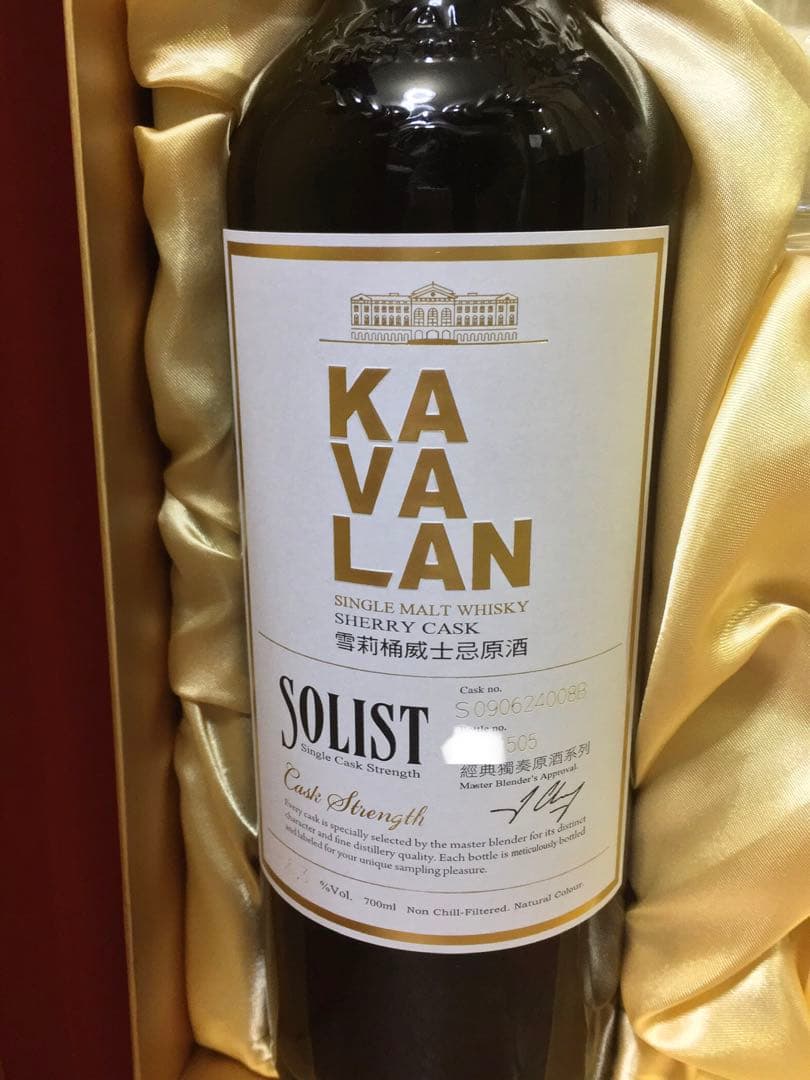 KA
VA
LAN
SINGLE MALT WHISKY
SHERRY CASK
雪莉桶威士忌原酒
SOLIST
Single Cask Strength
Cask Strength
Cask no.
S090624008B
Bottle no.
505
經典獨奏原酒系列
Master Blender's Approval.
Every cask is specially selected by the master blender for its distinct
character and fine distillery quality. Each bottle is meticulously bottled
and labeled for your unique sampling pleasure.
%Vol. 700ml Non Chill-Filtered. Natural Colour.